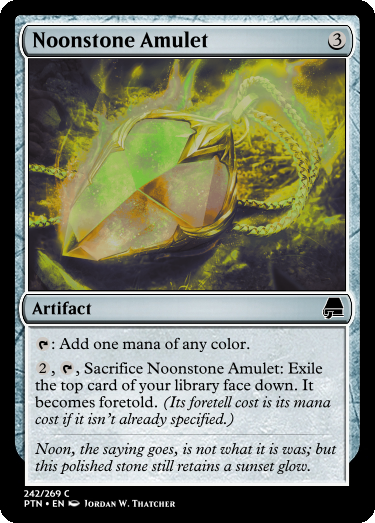 Noonstone Amulet 3
Artifact
: Add one mana of any color.
2, , Sacrifice Noonstone Amulet: Exile
the top card of your library face down. It
becomes foretold. (Its foretell cost is its mana
cost if it isn't already specified.)
Noon, the saying goes, is not what it is was; but
this polished stone still retains a sunset glow.
242/269 C
PTN • EN Jordan W. Thatcher